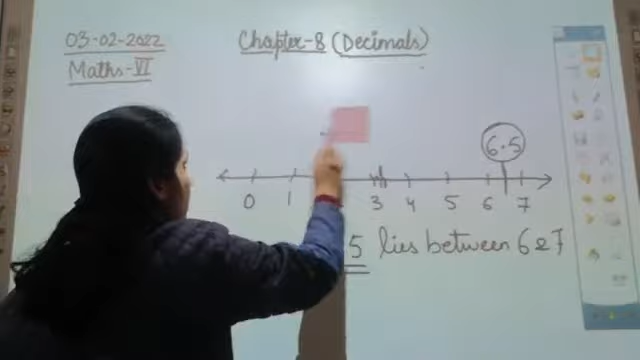 03-02-2022
Maths-VI
Chapter-8 (Decimals)
6.5
0 1 3 4 5 6 7
5 lies between 6 & 7